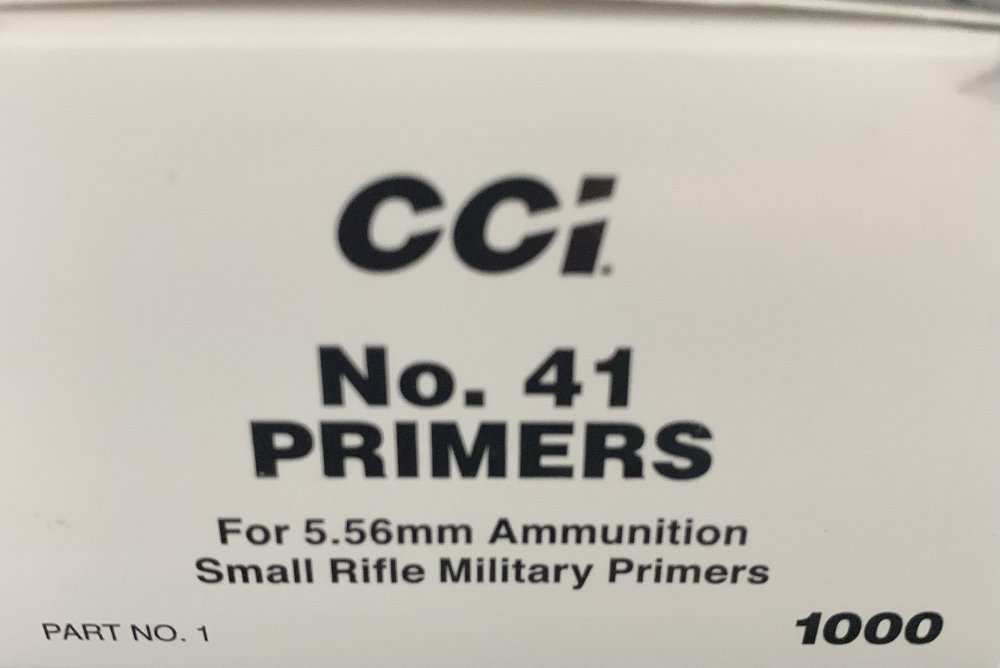 CCi
No. 41
PRIMERS
For 5.56mm Ammunition
Small Rifle Military Primers
PART NO. 1
1000